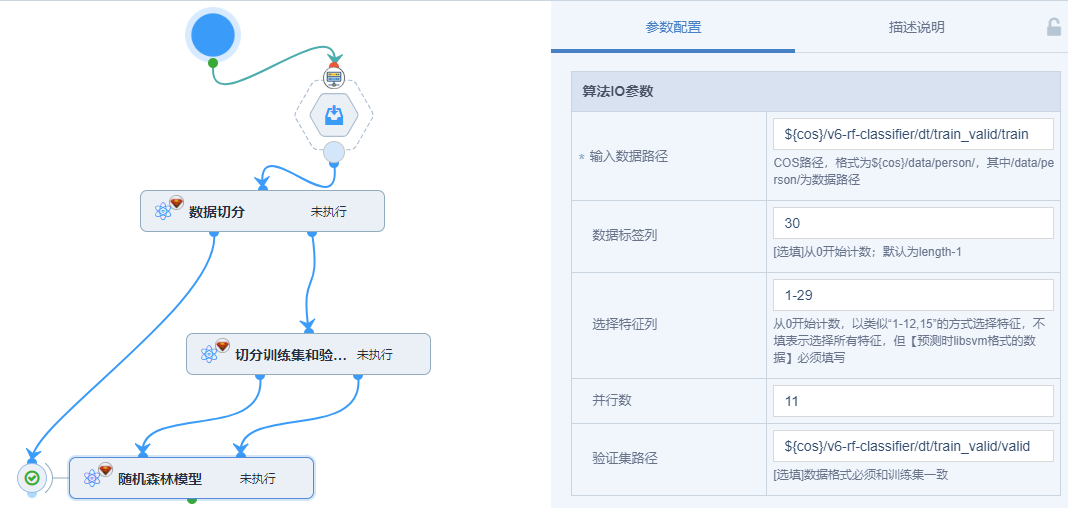 数据切分
未执行
切分训练集和验...
未执行
随机森林模型
未执行
参数配置
描述说明
算法IO参数
* 输入数据路径
${cos}/v6-rf-classifier/dt/train_valid/train
COS路径，格式为${cos}/data/person/，其中/data/pe
rson/为数据路径
数据标签列
30
[选填]从0开始计数；默认为length-1
选择特征列
1-29
从0开始计数，以类似“1-12,15”的方式选择特征，不
填表示选择所有特征，但【预测时libsvm格式的数
据】必须填写
并行数
11
验证集路径
${cos}/v6-rf-classifier/dt/train_valid/valid
[选填]数据格式必须和训练集一致